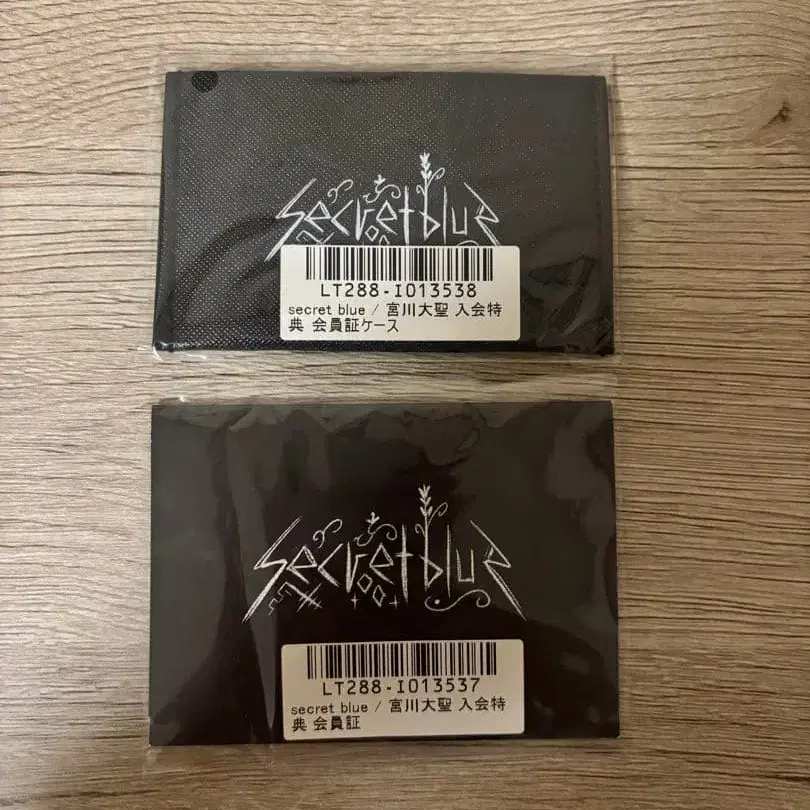 secret blue
LT288-I013538
secret blue / 宮川大聖 入会特
典 会員証ケース
secret blue
LT288-I013537
secret blue / 宮川大聖 入会特
典 会員証